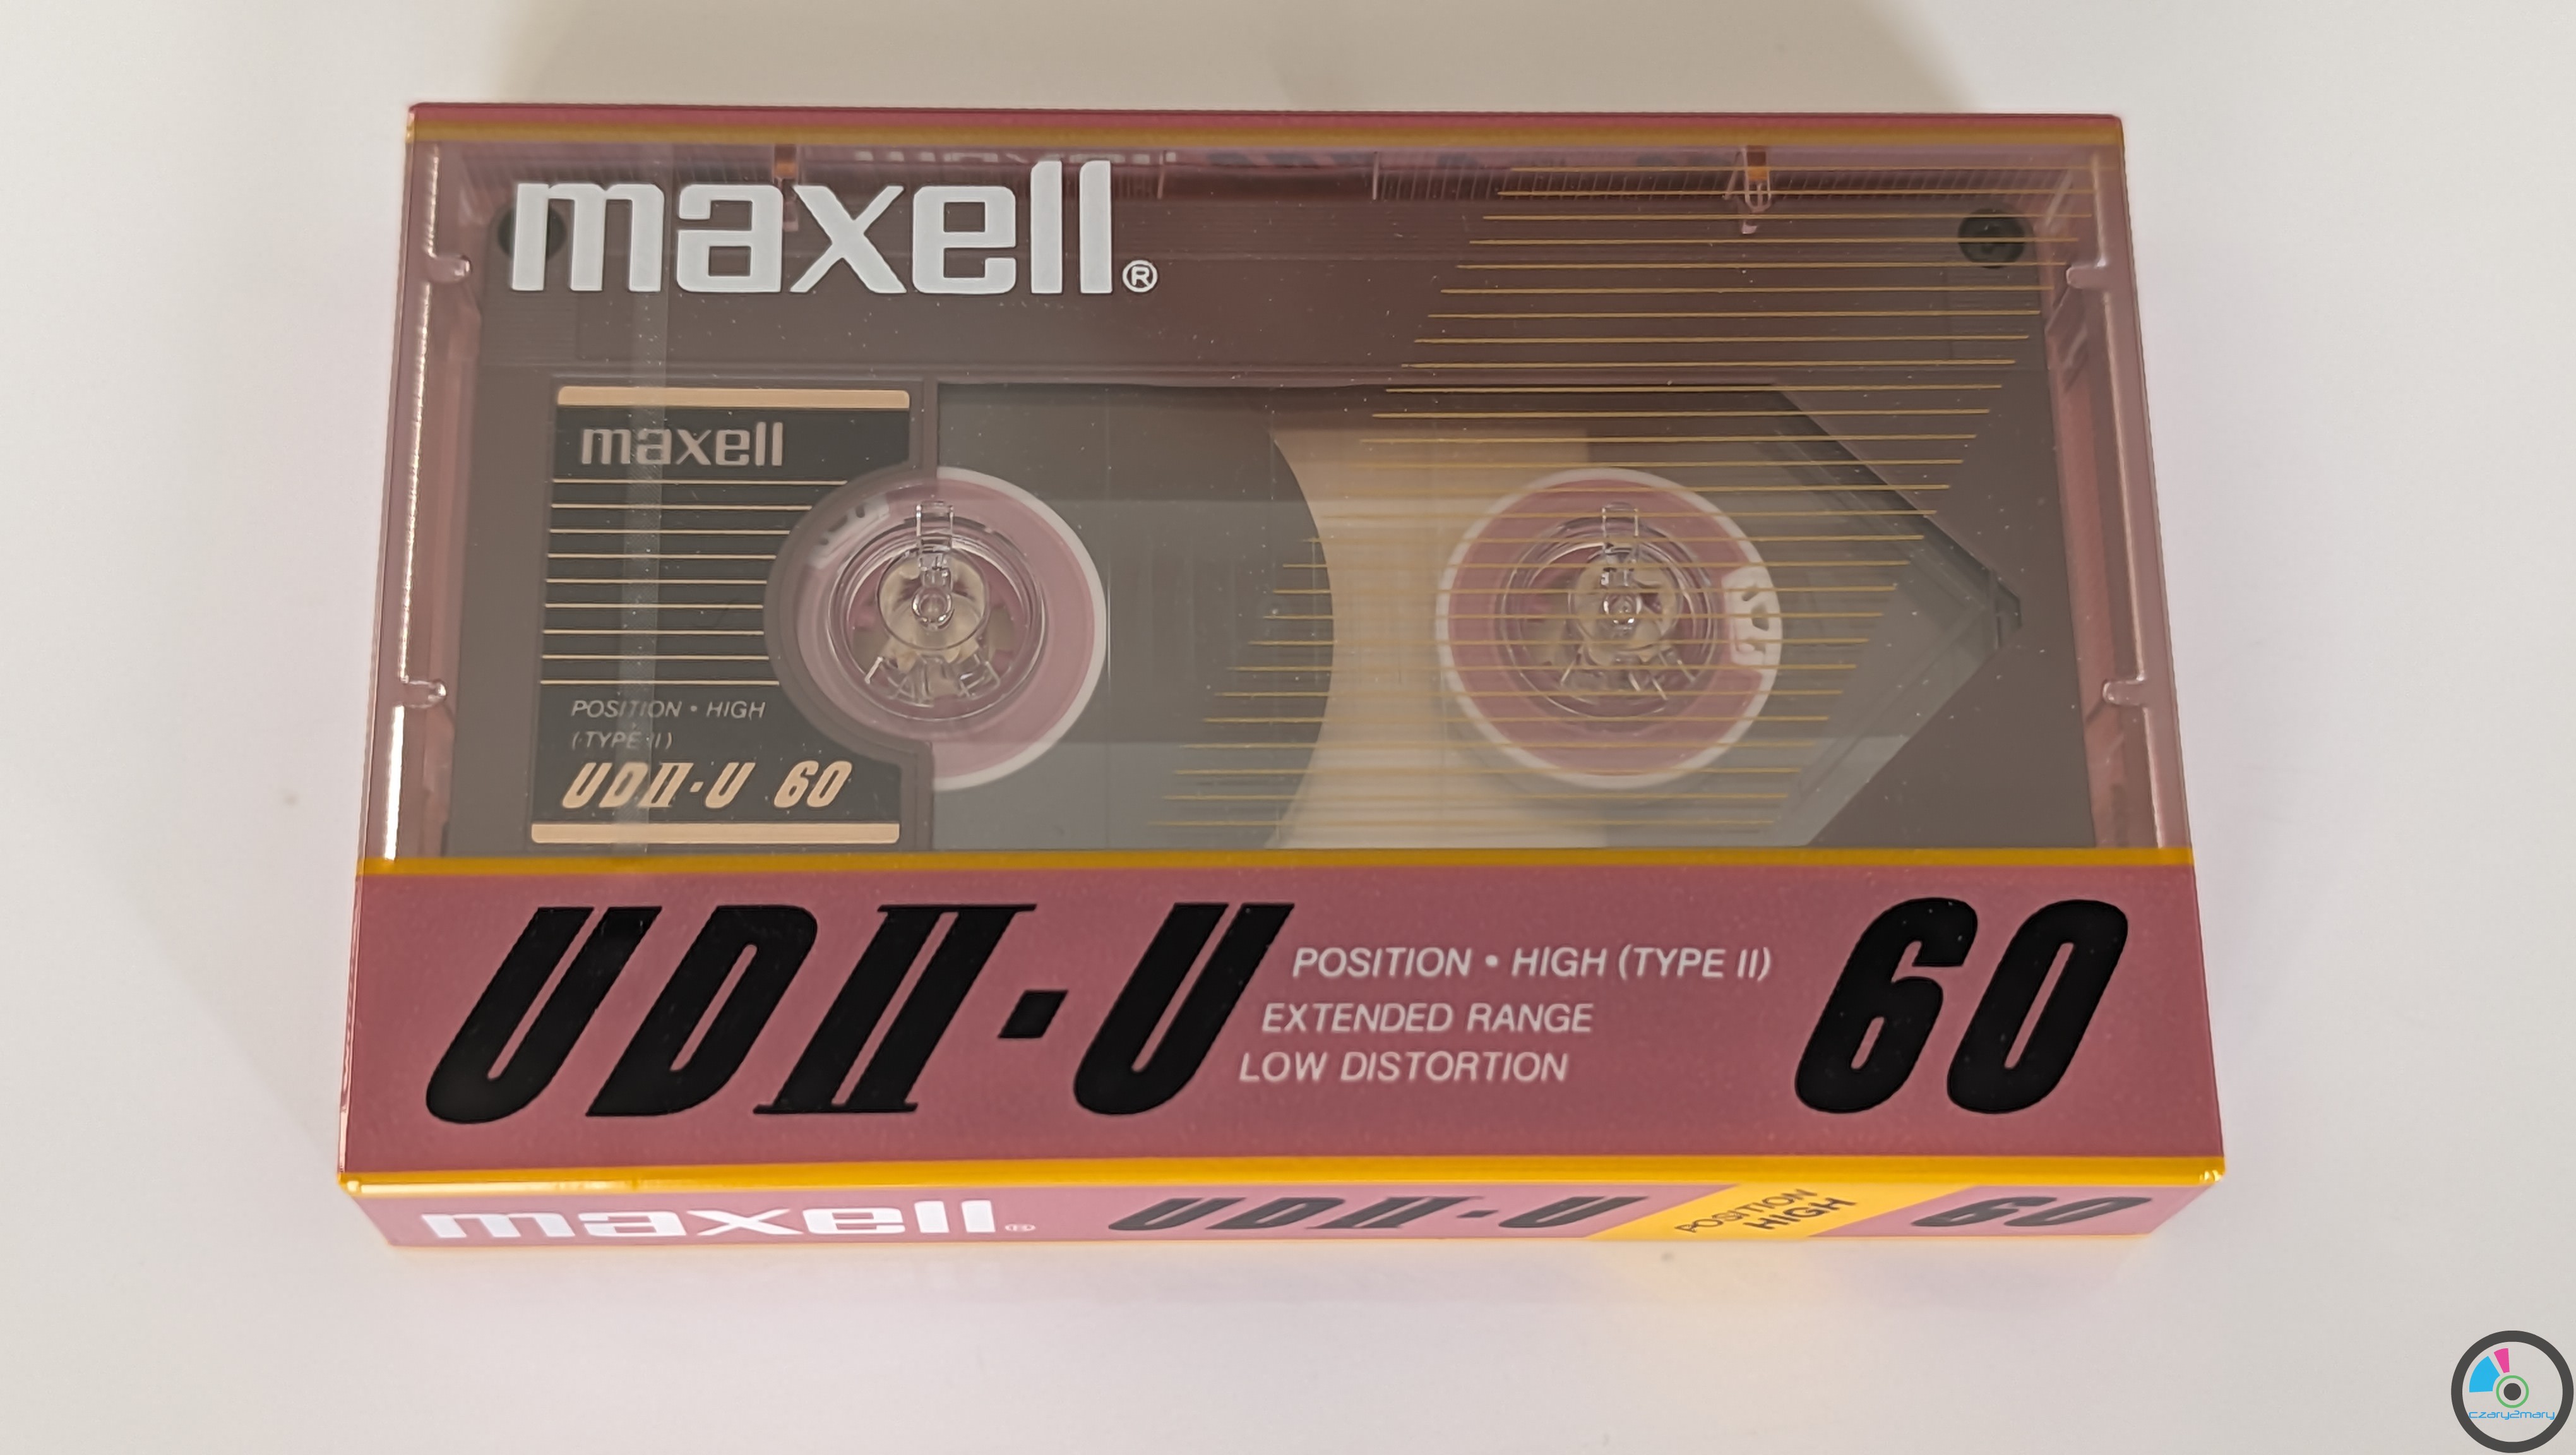 maxell®
maxell
POSITION • HIGH
(TYPE II)
UDII·U 60
UDII·U
POSITION • HIGH (TYPE II)
EXTENDED RANGE
LOW DISTORTION
60
maxell® UDII·U POSITION HIGH 60
czary2mary